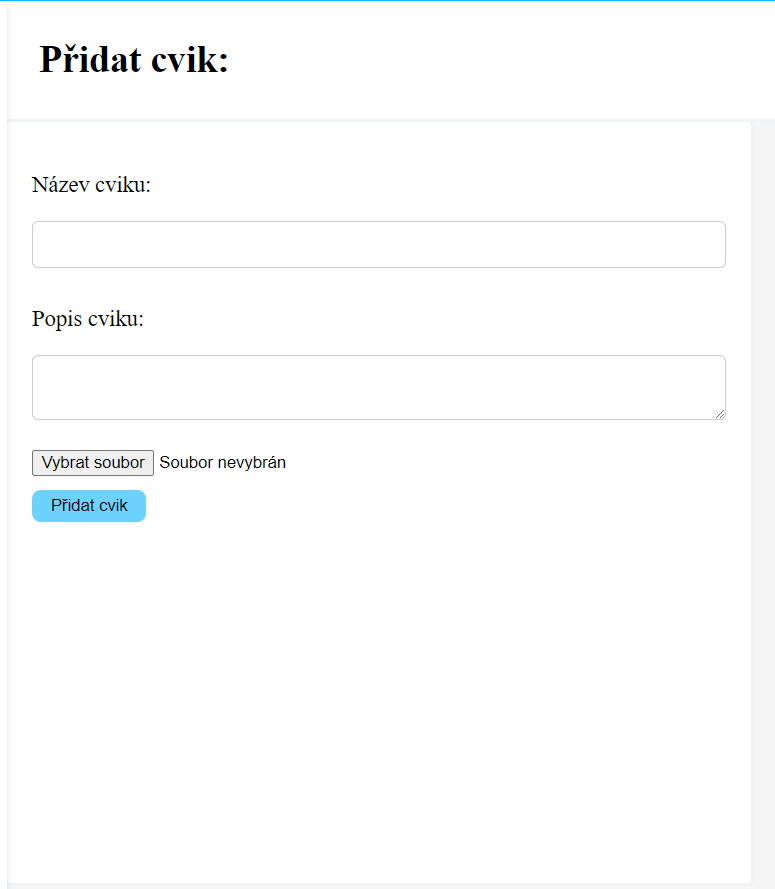 Přidat cvik:
Název cviku:
Popis cviku:
Vybrat soubor Soubor nevybrán
Přidat cvik